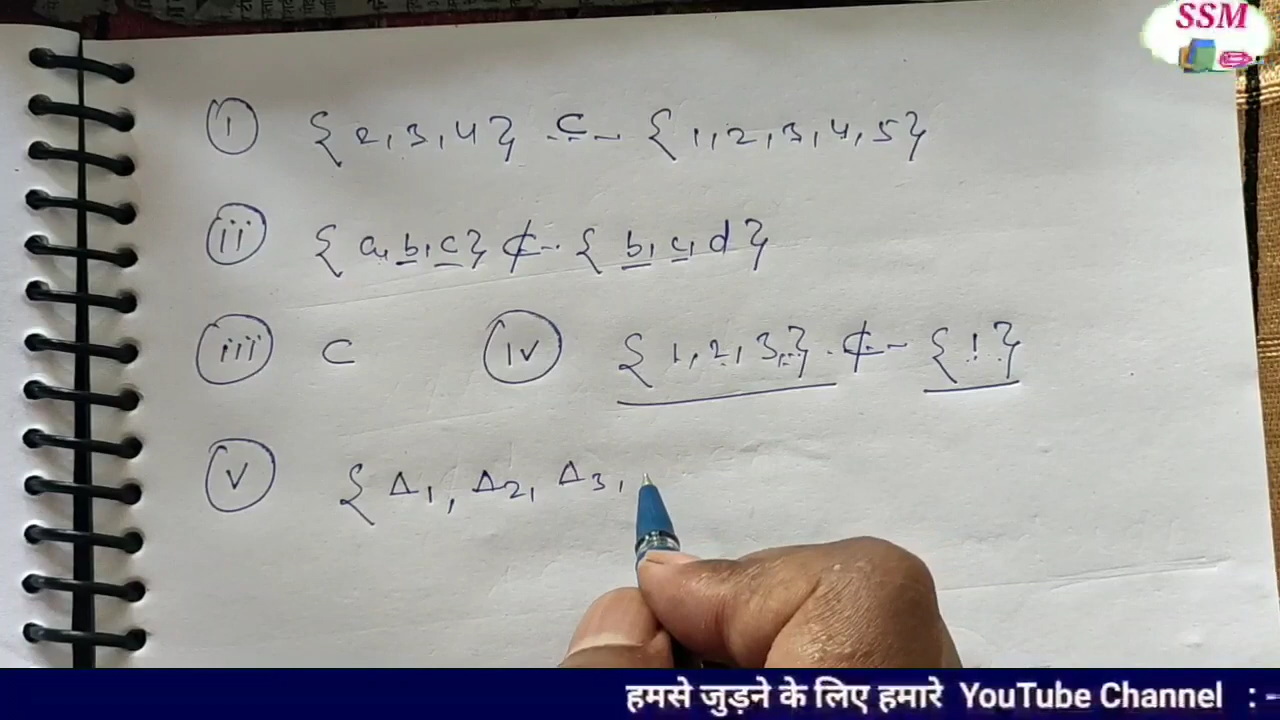 SSM
(i) {2,3,4} ⊂ {1,2,3,4,5}
(ii) {a,b,c} ⊄ {b,c,d}
(iii) ⊂ (iv) {1,2,3,} ⊄ {1}
(v) {Δ1, Δ2, Δ3,
हमसे जुड़ने के लिए हमारे YouTube Channel : -